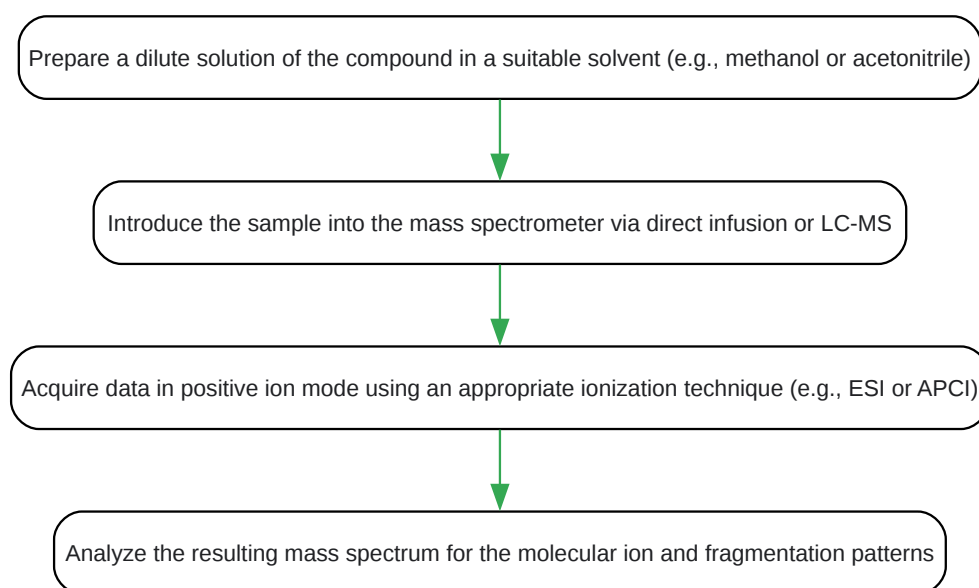 Prepare a dilute solution of the compound in a suitable solvent (e.g., methanol or acetonitrile)
Introduce the sample into the mass spectrometer via direct infusion or LC-MS
Acquire data in positive ion mode using an appropriate ionization technique (e.g., ESI or APCI)
Analyze the resulting mass spectrum for the molecular ion and fragmentation patterns